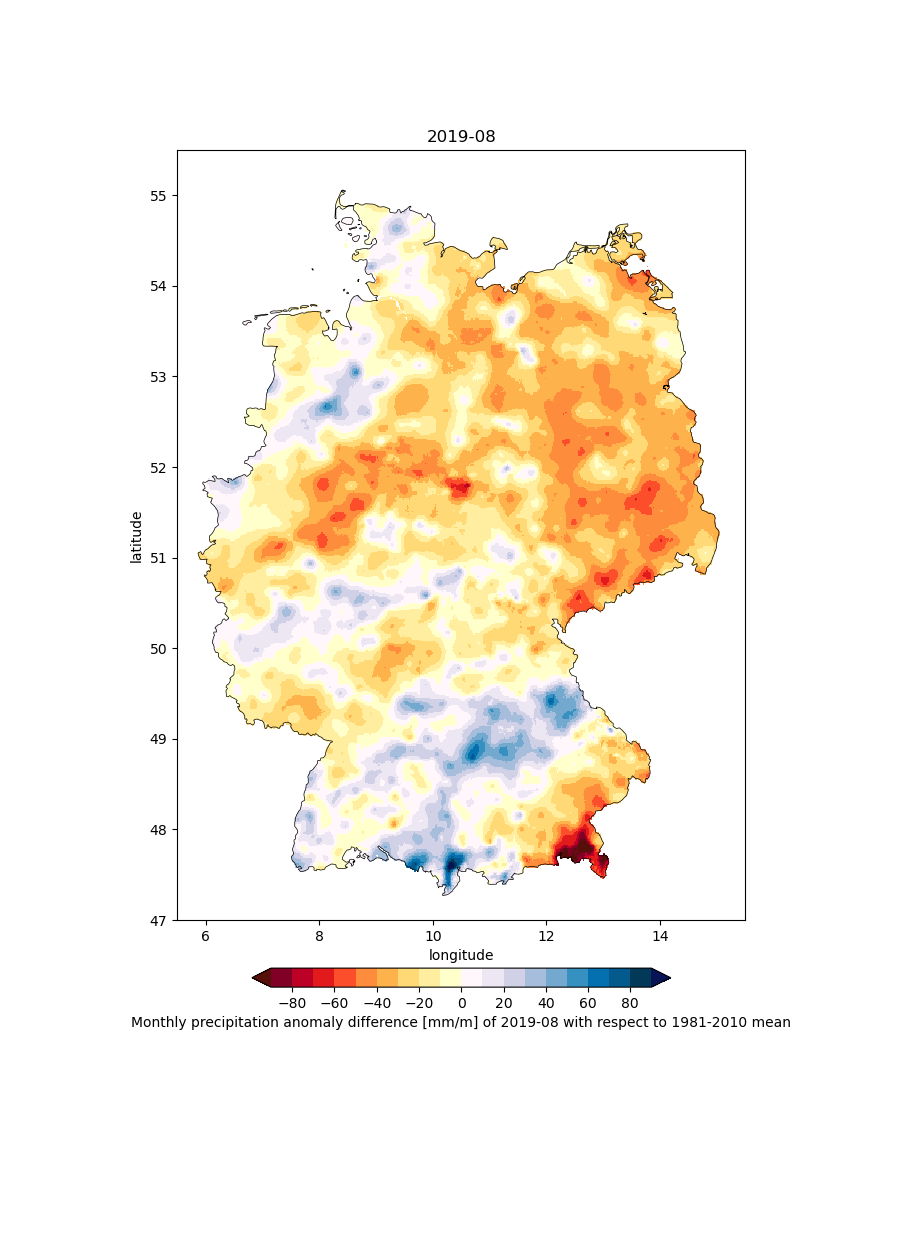 2019-08
55
54
53
52
51
50
49
48
47
latitude
6 8 10 12 14
longitude
−80 −60 −40 −20 0 20 40 60 80
Monthly precipitation anomaly difference [mm/m] of 2019-08 with respect to 1981-2010 mean